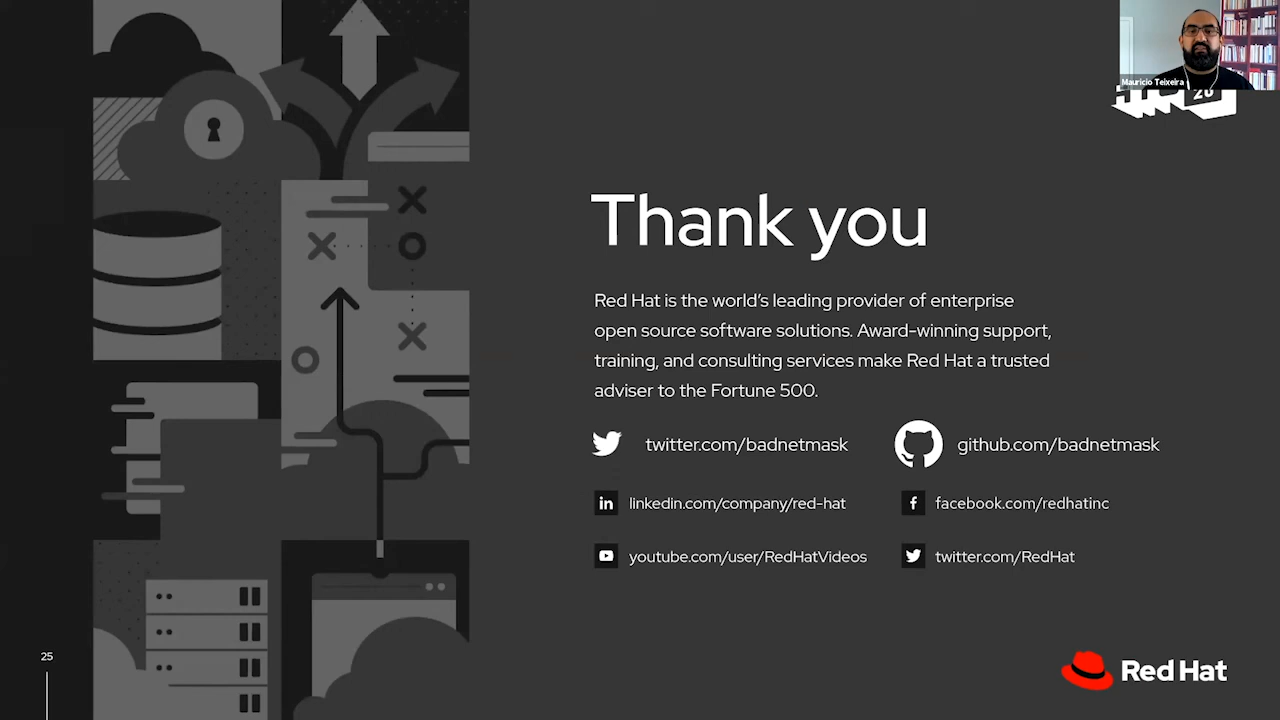 Mauricio Teixeira
20
Thank you
Red Hat is the world’s leading provider of enterprise
open source software solutions. Award-winning support,
training, and consulting services make Red Hat a trusted
adviser to the Fortune 500.
twitter.com/badnetmask
github.com/badnetmask
linkedin.com/company/red-hat
facebook.com/redhatinc
youtube.com/user/RedHatVideos
twitter.com/RedHat
25
Red Hat